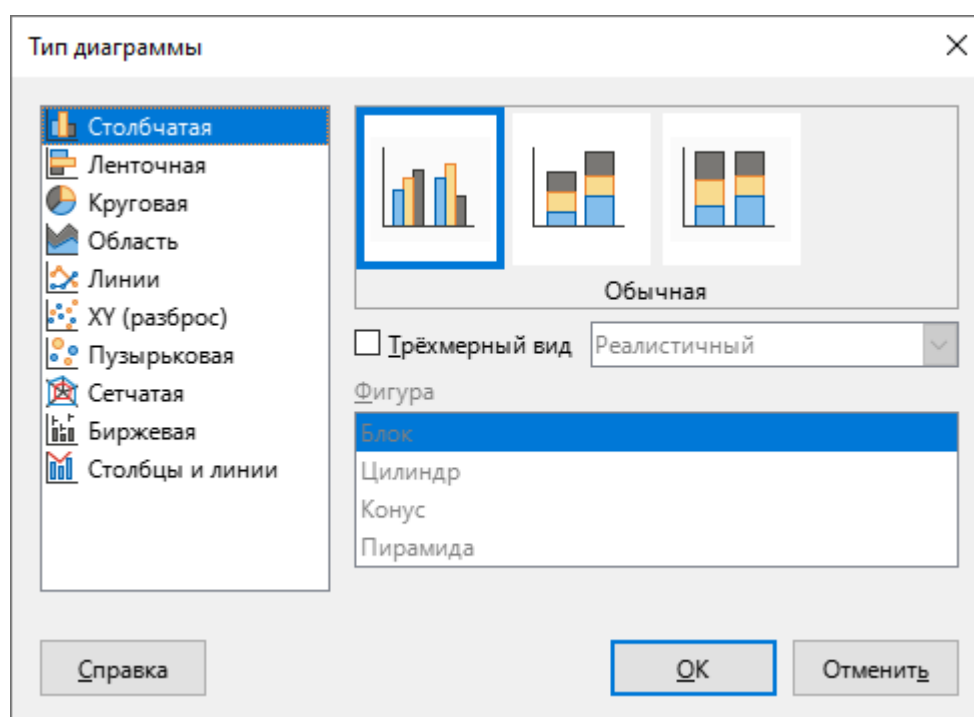 Тип диаграммы
Столбчатая
Ленточная
Круговая
Область
Линии
XY (разброс)
Пузырьковая
Сетчатая
Биржевая
Столбцы и линии
Обычная
Трёхмерный вид
Реалистичный
Фигура
Блок
Цилиндр
Конус
Пирамида
Справка
OK
Отменить